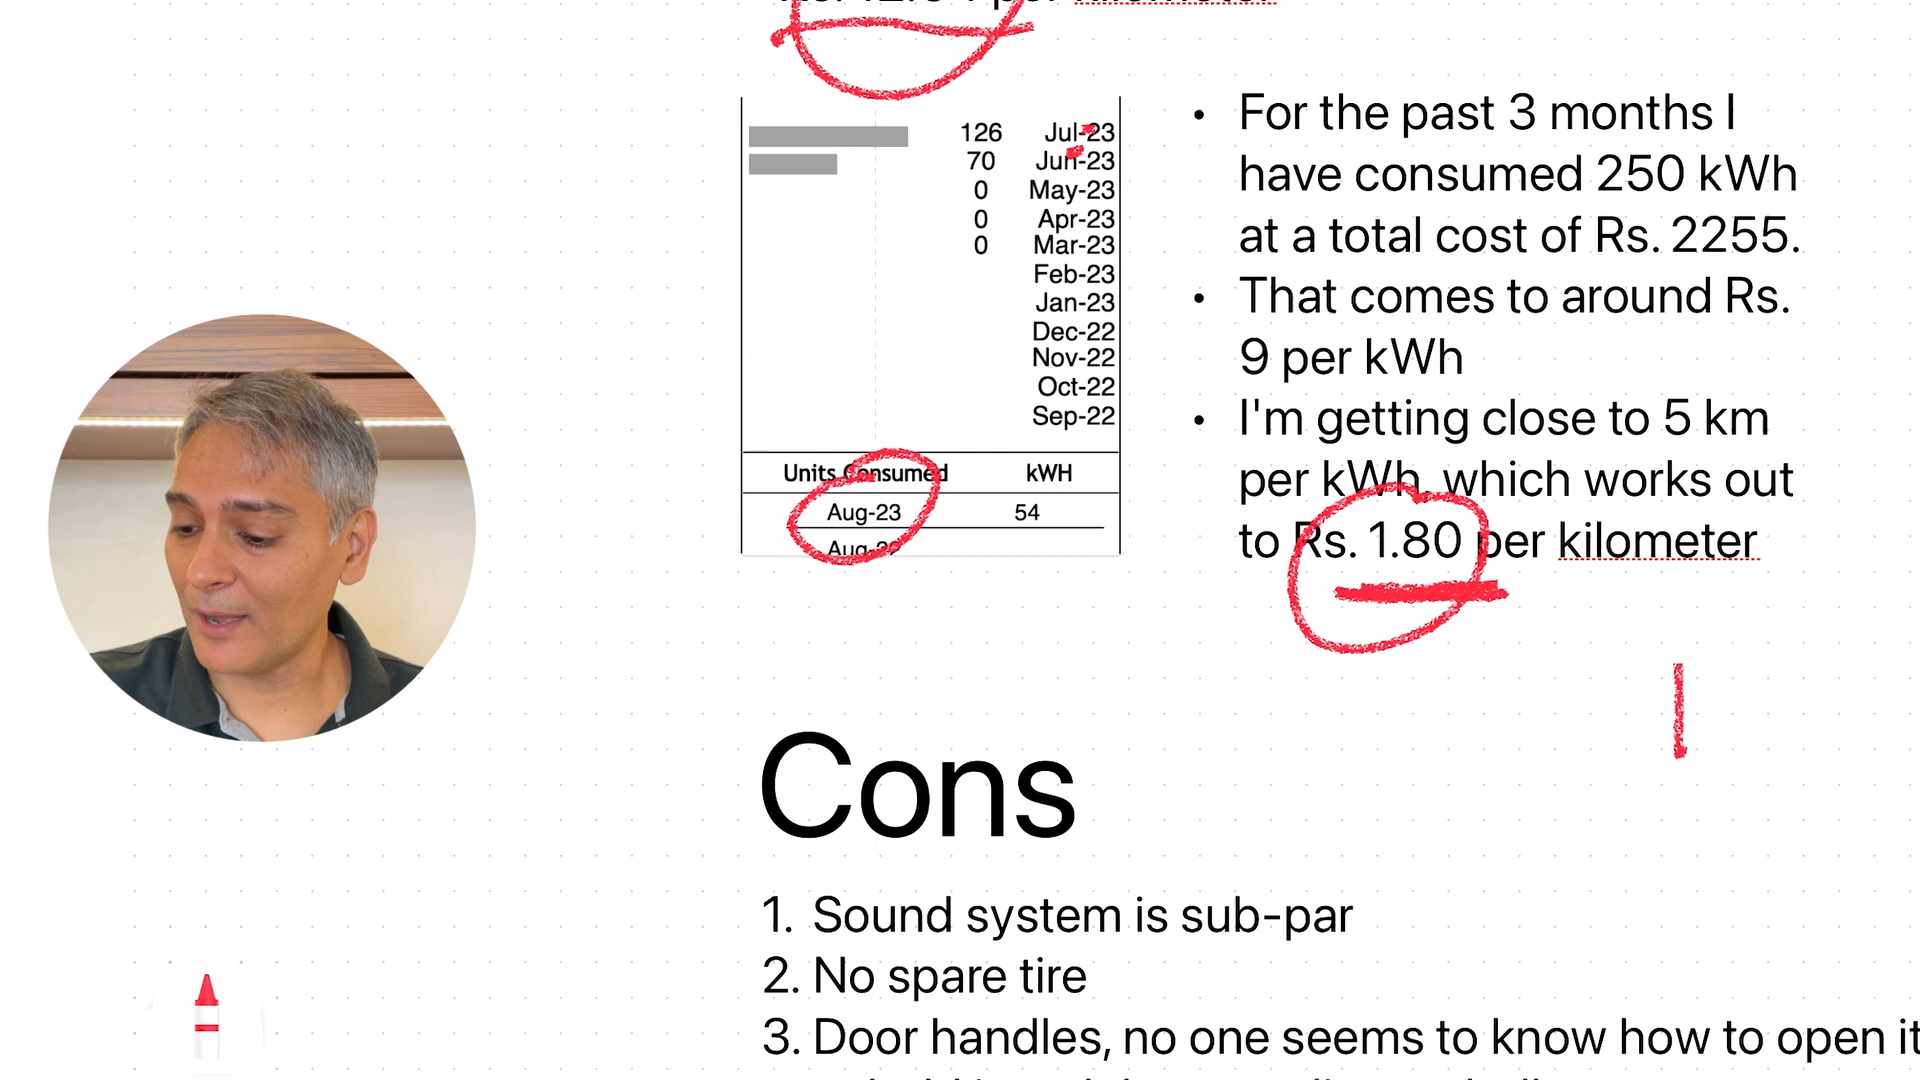 126 Jul-23
70 Jun-23
0 May-23
0 Apr-23
0 Mar-23
Feb-23
Jan-23
Dec-22
Nov-22
Oct-22
Sep-22
Units Consumed kWH
Aug-23 54
• For the past 3 months I
have consumed 250 kWh
at a total cost of Rs. 2255.
• That comes to around Rs.
9 per kWh
• I'm getting close to 5 km
per kWh, which works out
to Rs. 1.80 per kilometer
Cons
1. Sound system is sub-par
2. No spare tire
3. Door handles, no one seems to know how to open it